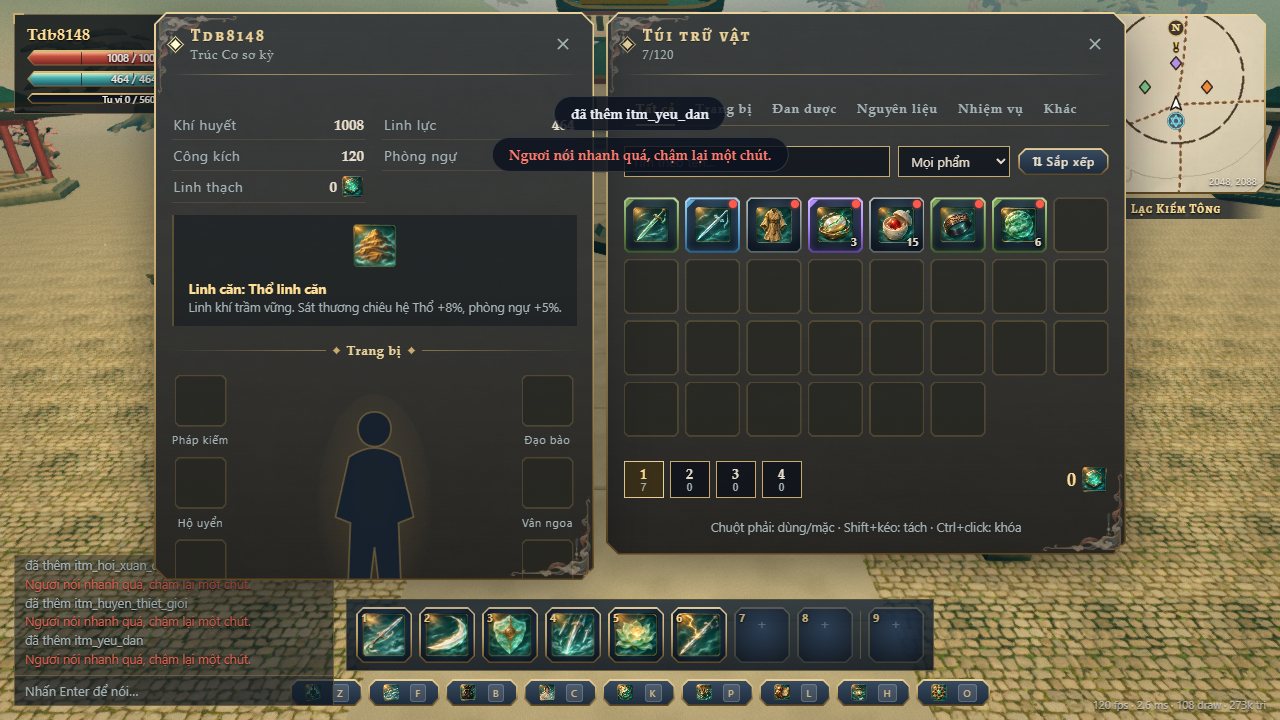 Tdb8148
1008 / 100
464 / 464
Tu vi 0 / 560
Tdb8148
Trúc Cơ sơ kỳ
Khí huyết 1008 Linh lực
Công kích 120 Phòng ngự
Linh thạch 0
Linh căn: Thổ linh căn
Linh khí trầm vững. Sát thương chiêu hệ Thổ +8%, phòng ngự +5%.
Trang bị
Pháp kiếm
Đạo bào
Hộ uyển
Vân ngoa
Túi trữ vật
7/120
Tất cả Trang bị Đan dược Nguyên liệu Nhiệm vụ Khác
đã thêm itm_yeu_dan
Ngươi nói nhanh quá, chậm lại một chút.
Mọi phẩm
⇅ Sắp xếp
3 15 6
1 2 3 4
7 0 0 0
0
Chuột phải: dùng/mặc · Shift+kéo: tách · Ctrl+click: khóa
N
2048, 2088
Lạc Kiếm Tông
đã thêm itm_hoi_xuan_
Ngươi nói nhanh quá, chậm lại một chút.
đã thêm itm_huyen_thiet_gioi
Ngươi nói nhanh quá, chậm lại một chút.
đã thêm itm_yeu_dan
Ngươi nói nhanh quá, chậm lại một chút.
Nhấn Enter để nói...
1 2 3 4 5 6 7 8 9
+ + +
Z F B C K P L H O
120 fps · 2.6 ms · 108 draw · 273k tri